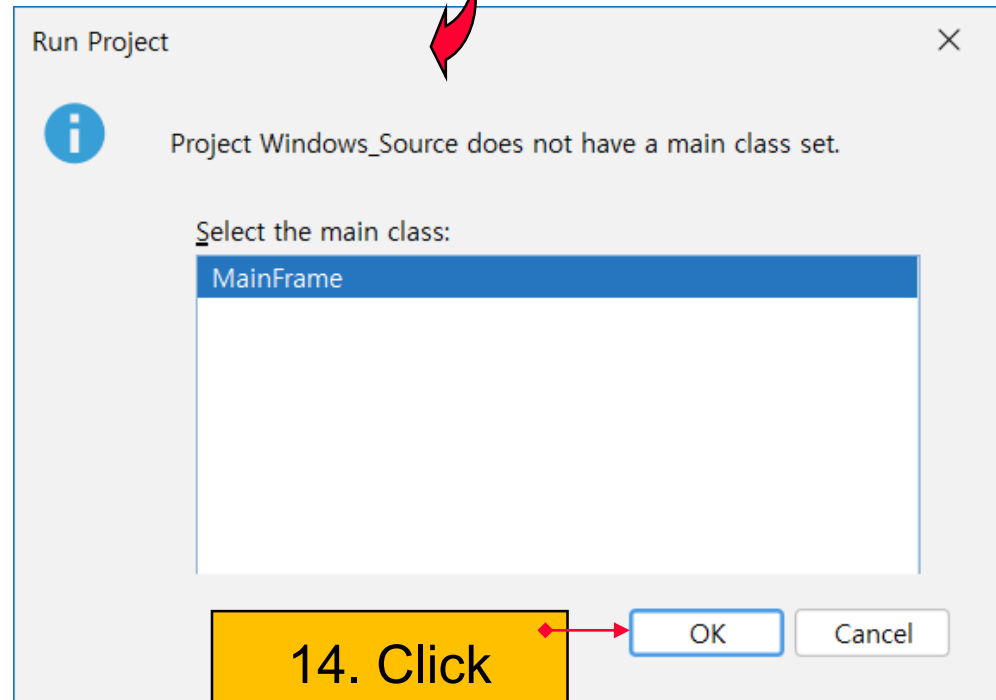 Run Project
Project Windows_Source does not have a main class set.
Select the main class:
MainFrame
OK
Cancel
14. Click